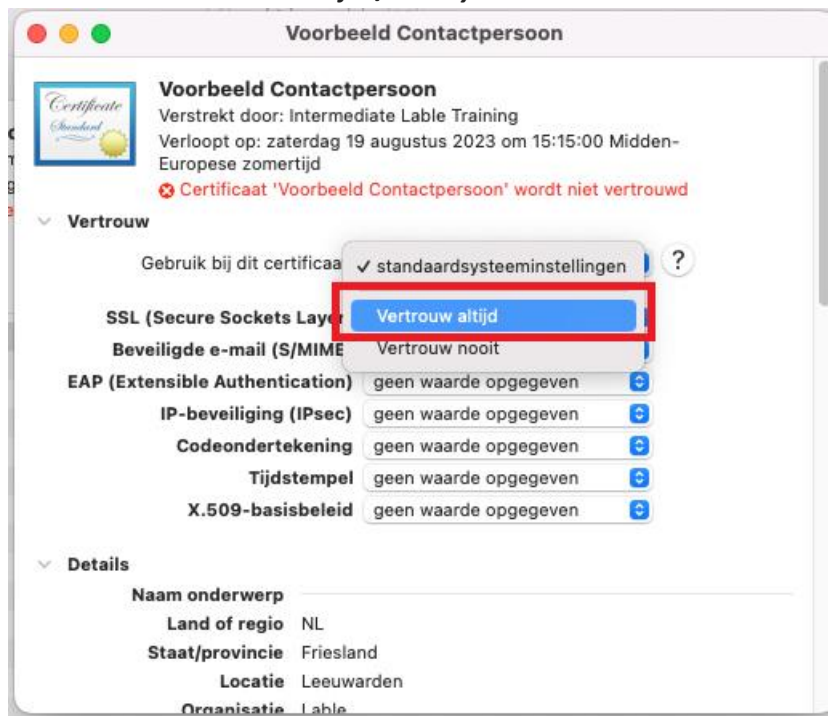 Voorbeeld Contactpersoon
Certificate
Standard
Voorbeeld Contactpersoon
Verstrekt door: Intermediate Lable Training
Verloopt op: zaterdag 19 augustus 2023 om 15:15:00 Midden-
Europese zomertijd
Certificaat 'Voorbeeld Contactpersoon' wordt niet vertrouwd
Vertrouw
Gebruik bij dit certificaa ✓ standaardsysteeminstellingen ?
SSL (Secure Sockets Layer Vertrouw altijd
Beveiligde e-mail (S/MIME Vertrouw nooit
EAP (Extensible Authentication) geen waarde opgegeven
IP-beveiliging (IPsec) geen waarde opgegeven
Codeondertekening geen waarde opgegeven
Tijdstempel geen waarde opgegeven
X.509-basisbeleid geen waarde opgegeven
Details
Naam onderwerp
Land of regio NL
Staat/provincie Friesland
Locatie Leeuwarden
Organisatie Lable